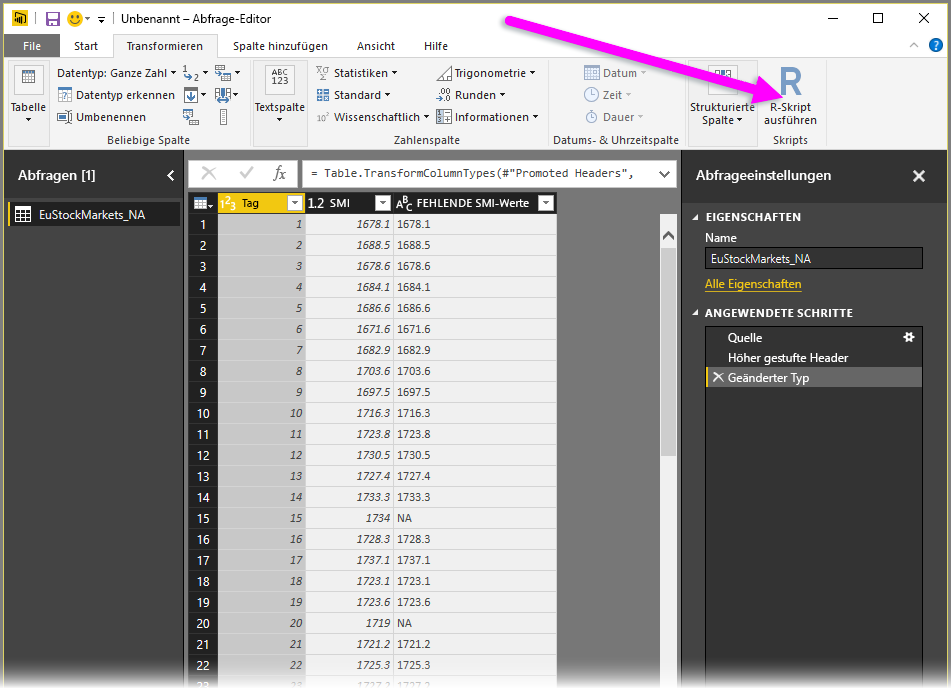 Unbenannt – Abfrage-Editor
File Start Transformieren Spalte hinzufügen Ansicht Hilfe
Tabelle
Datentyp: Ganze Zahl
Datentyp erkennen
Umbenennen
1
2
Beliebige Spalte
ABC
123
Textspalte
Statistiken
Standard
10² Wissenschaftlich
Trigonometrie
.00 Runden
Informationen
Zahlenspalte
Datum
Zeit
Dauer
Datums- & Uhrzeitspalte
Strukturierte
Spalte
R
R-Skript
ausführen
Skripts
Abfragen [1]
EuStockMarkets_NA
fx = Table.TransformColumnTypes(#"Promoted Headers",
1 2 3 Tag 1.2 SMI ABC FEHLENDE SMI-Werte
1 1 1678.1 1678.1
2 2 1688.5 1688.5
3 3 1678.6 1678.6
4 4 1684.1 1684.1
5 5 1686.6 1686.6
6 6 1671.6 1671.6
7 7 1682.9 1682.9
8 8 1703.6 1703.6
9 9 1697.5 1697.5
10 10 1716.3 1716.3
11 11 1723.8 1723.8
12 12 1730.5 1730.5
13 13 1727.4 1727.4
14 14 1733.3 1733.3
15 15 1734 NA
16 16 1728.3 1728.3
17 17 1737.1 1737.1
18 18 1723.1 1723.1
19 19 1723.6 1723.6
20 20 1719 NA
21 21 1721.2 1721.2
22 22 1725.3 1725.3
Abfrageeinstellungen
EIGENSCHAFTEN
Name
EuStockMarkets_NA
Alle Eigenschaften
ANGEWENDETE SCHRITTE
Quelle
Höher gestufte Header
Geänderter Typ